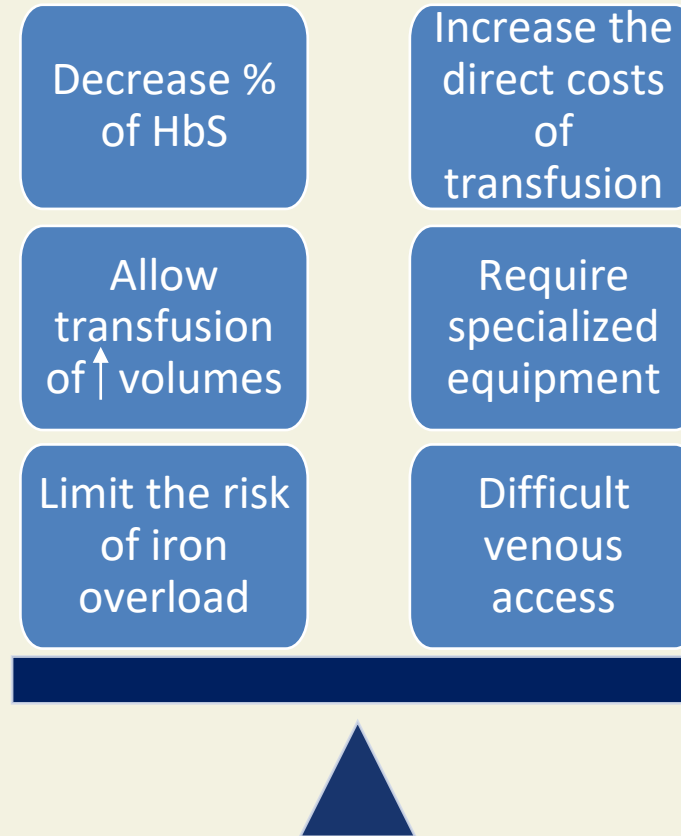 Decrease %
of HbS
Allow
transfusion
of ↑ volumes
Limit the risk
of iron
overload
Increase the
direct costs
of
transfusion
Require
specialized
equipment
Difficult
venous
access